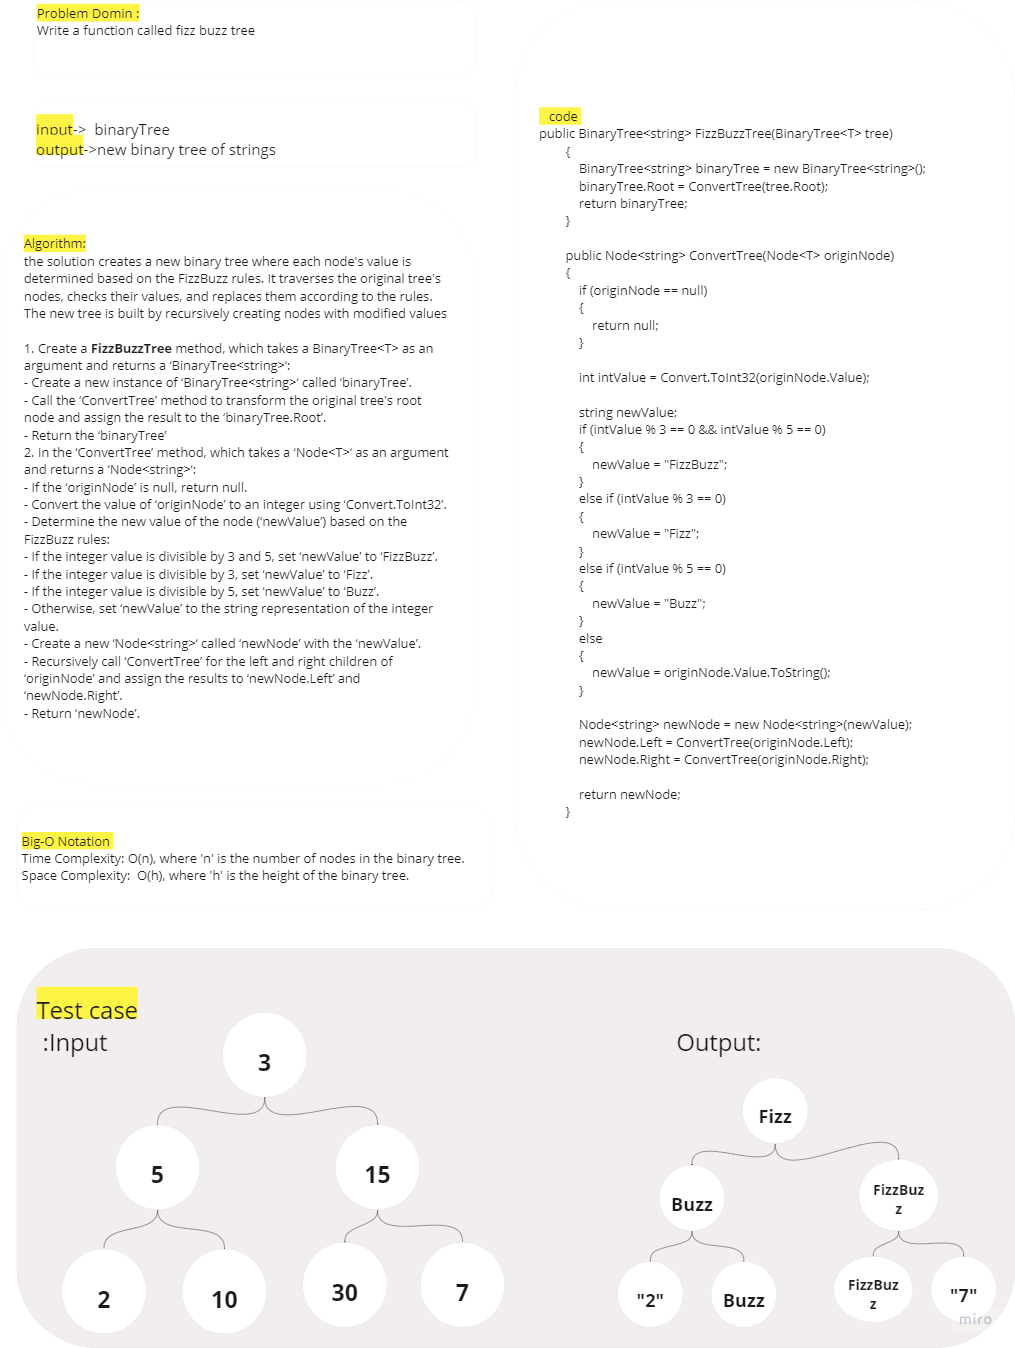 Problem Domin :
Write a function called fizz buzz tree
input->  binaryTree
output->new binary tree of strings
Algorithm:
the solution creates a new binary tree where each node's value is
determined based on the FizzBuzz rules. It traverses the original tree's
nodes, checks their values, and replaces them according to the rules.
The new tree is built by recursively creating nodes with modified values
1. Create a FizzBuzzTree method, which takes a BinaryTree<T> as an
argument and returns a ‘BinaryTree<string>‘:
- Create a new instance of ‘BinaryTree<string>‘ called ‘binaryTree’.
- Call the ‘ConvertTree’ method to transform the original tree's root
node and assign the result to the ‘binaryTree.Root’.
- Return the ‘binaryTree’
2. In the ‘ConvertTree’ method, which takes a ‘Node<T>‘ as an argument
and returns a ‘Node<string>‘:
- If the ‘originNode’ is null, return null.
- Convert the value of ‘originNode’ to an integer using ‘Convert.ToInt32’.
- Determine the new value of the node (‘newValue’) based on the
FizzBuzz rules:
- If the integer value is divisible by 3 and 5, set ‘newValue’ to ‘FizzBuzz’.
- If the integer value is divisible by 3, set ‘newValue’ to ‘Fizz’.
- If the integer value is divisible by 5, set ‘newValue’ to ‘Buzz’.
- Otherwise, set ‘newValue’ to the string representation of the integer
value.
- Create a new ‘Node<string>‘ called ‘newNode’ with the ‘newValue’.
- Recursively call ‘ConvertTree’ for the left and right children of
‘originNode’ and assign the results to ‘newNode.Left’ and
‘newNode.Right’.
- Return ‘newNode’.
Big-O Notation
Time Complexity: O(n), where 'n' is the number of nodes in the binary tree.
Space Complexity:  O(h), where 'h' is the height of the binary tree.
code
public BinaryTree<string> FizzBuzzTree(BinaryTree<T> tree)
{
BinaryTree<string> binaryTree = new BinaryTree<string>();
binaryTree.Root = ConvertTree(tree.Root);
return binaryTree;
}
public Node<string> ConvertTree(Node<T> originNode)
{
if (originNode == null)
{
return null;
}
int intValue = Convert.ToInt32(originNode.Value);
string newValue;
if (intValue % 3 == 0 && intValue % 5 == 0)
{
newValue = "FizzBuzz";
}
else if (intValue % 3 == 0)
{
newValue = "Fizz";
}
else if (intValue % 5 == 0)
{
newValue = "Buzz";
}
else
{
newValue = originNode.Value.ToString();
}
Node<string> newNode = new Node<string>(newValue);
newNode.Left = ConvertTree(originNode.Left);
newNode.Right = ConvertTree(originNode.Right);
return newNode;
}
Test case
:Input
3
5
15
2
10
30
7
Output:
Fizz
Buzz
FizzBuz
z
"2"
Buzz
FizzBuz
z
"7"
miro